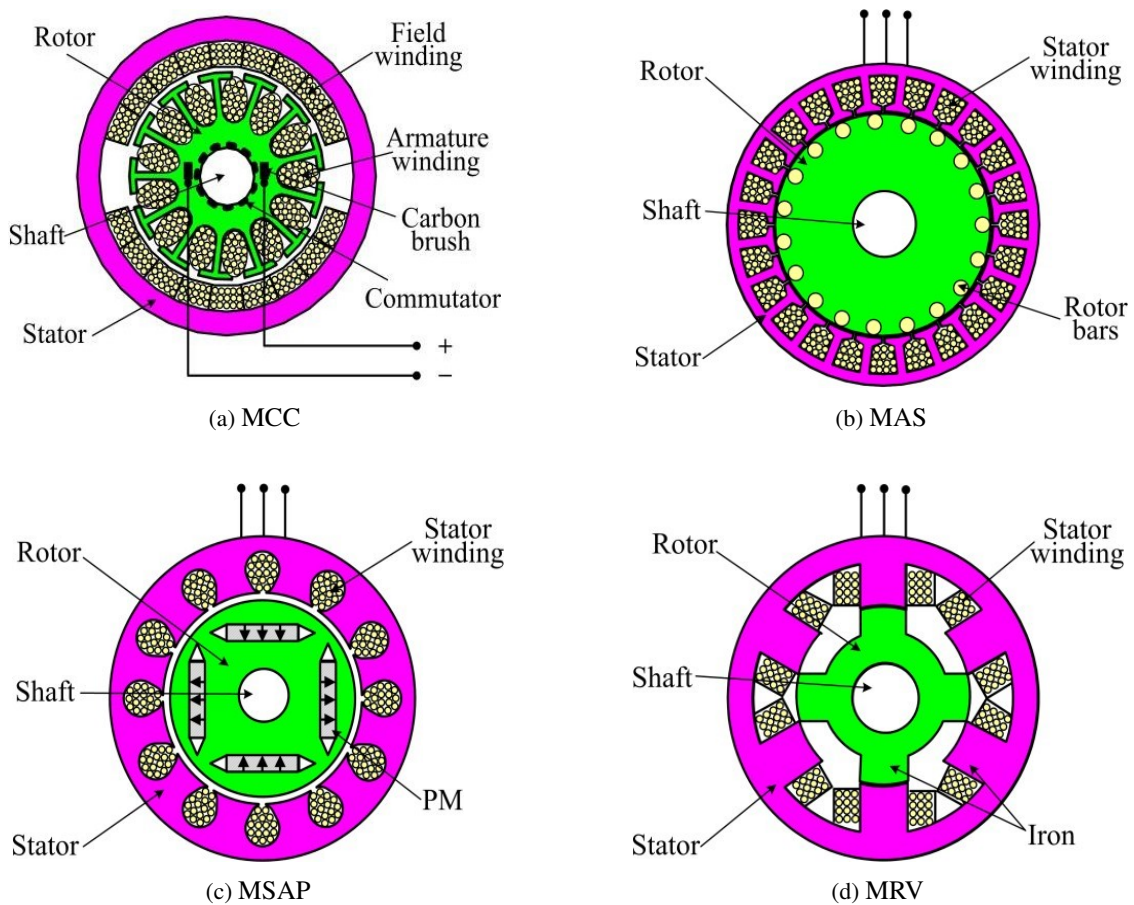 Rotor
Field
winding
Armature
winding
Shaft
Carbon
brush
Commutator
Stator
+
−
(a) MCC
Stator
winding
Rotor
Shaft
Rotor
bars
Stator
(b) MAS
Stator
winding
Rotor
Shaft
PM
Stator
(c) MSAP
Rotor
Stator
winding
Shaft
Stator
Iron
(d) MRV